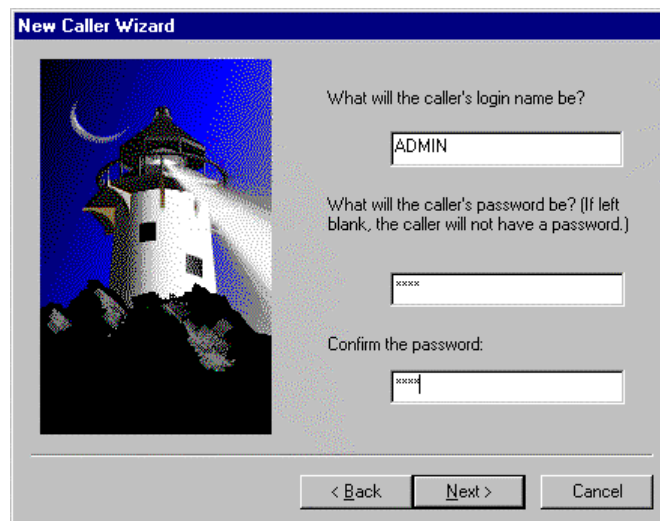 New Caller Wizard
What will the caller's login name be?
ADMIN
What will the caller's password be? (If left
blank, the caller will not have a password.)
****
Confirm the password:
****
< Back
Next >
Cancel